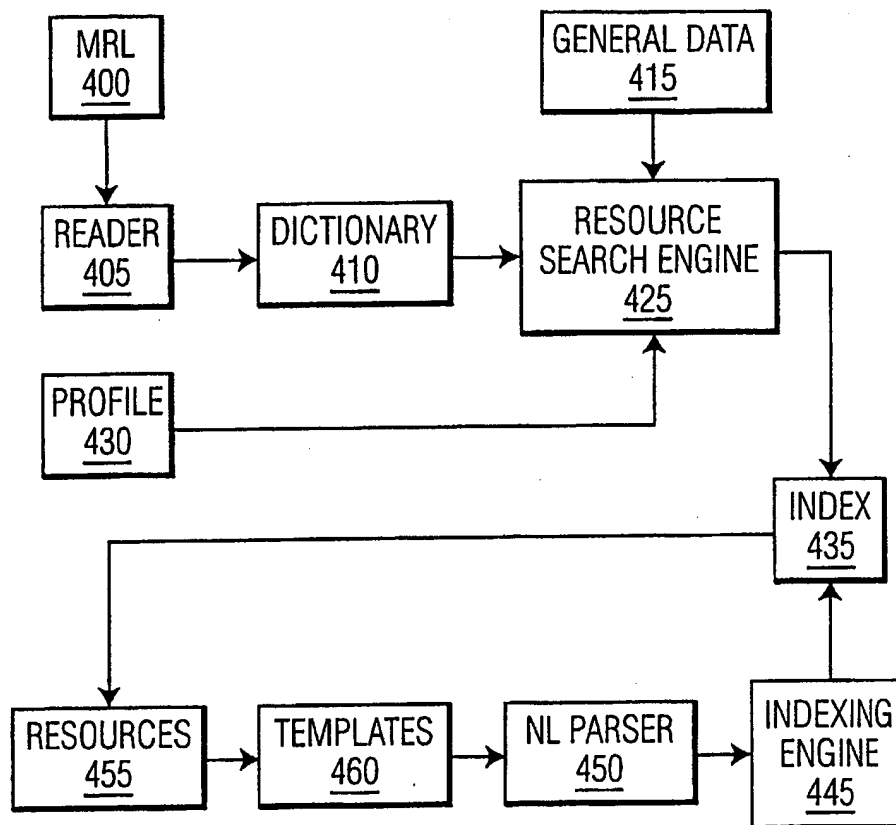 MRL
400
GENERAL DATA
415
READER
405
DICTIONARY
410
RESOURCE
SEARCH ENGINE
425
PROFILE
430
INDEX
435
RESOURCES
455
TEMPLATES
460
NL PARSER
450
INDEXING
ENGINE
445